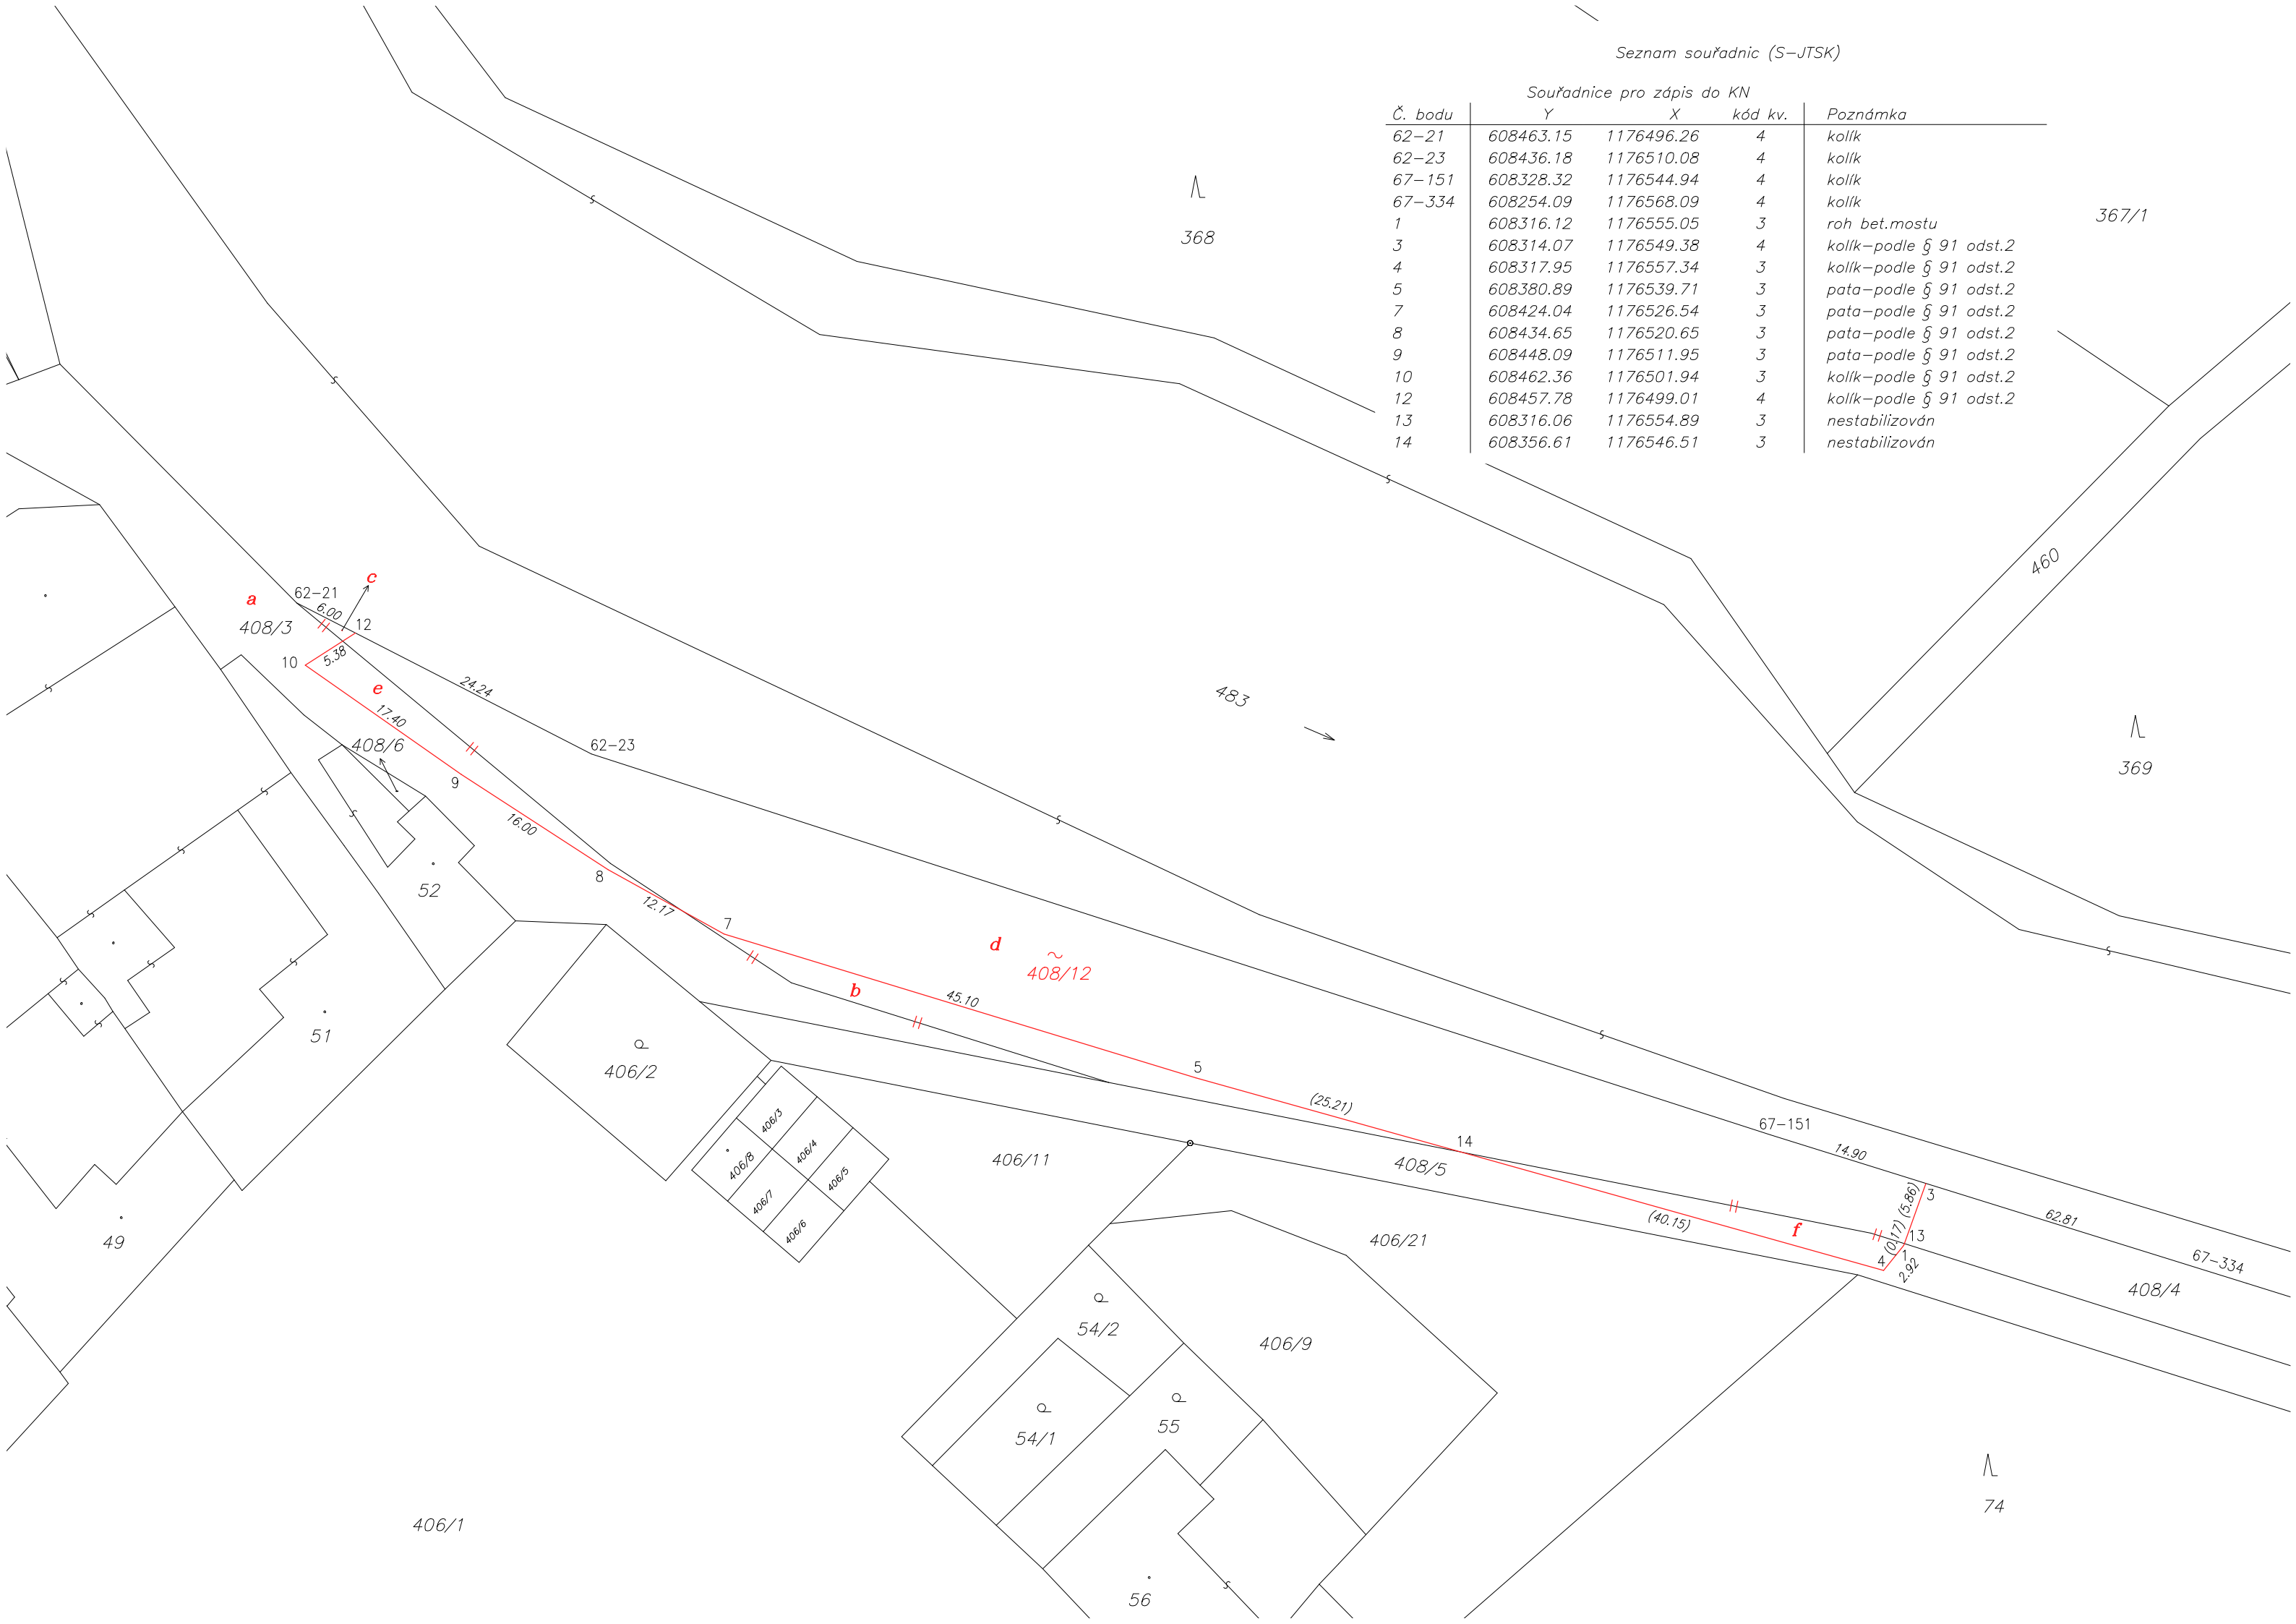 Seznam souřadnic (S-JTSK)
Souřadnice pro zápis do KN
Č. bodu Y X kód kv. Poznámka
62-21 608463.15 1176496.26 4 kolík
62-23 608436.18 1176510.08 4 kolík
67-151 608328.32 1176544.94 4 kolík
67-334 608254.09 1176568.09 4 kolík
1 608316.12 1176555.05 3 roh bet.mostu
3 608314.07 1176549.38 4 kolík-podle § 91 odst.2
4 608317.95 1176557.34 3 kolík-podle § 91 odst.2
5 608380.89 1176539.71 3 pata-podle § 91 odst.2
7 608424.04 1176526.54 3 pata-podle § 91 odst.2
8 608434.65 1176520.65 3 pata-podle § 91 odst.2
9 608448.09 1176511.95 3 pata-podle § 91 odst.2
10 608462.36 1176501.94 3 kolík-podle § 91 odst.2
12 608457.78 1176499.01 4 kolík-podle § 91 odst.2
13 608316.06 1176554.89 3 nestabilizován
14 608356.61 1176546.51 3 nestabilizován
367/1
368
460
c
62-21
a
6.00
408/3
12
10
5.38
e
24.24
483
17.40
62-23
408/6
369
9
16.00
8
52
12.17
7
d
408/12
b
45.10
51
406/2
5
(25.21)
406/3
67-151
14
14.90
406/4
406/8
406/11
408/5
406/5
406/7
(5.86)
3
406/6
(40.15)
f
62.81
49
406/21
(0.17)
13
1
4
2.92
67-334
408/4
54/2
406/9
55
54/1
74
406/1
56